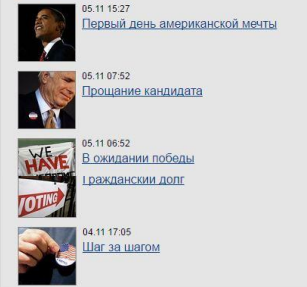 05.11 15:27
Первый день американской мечты
05.11 07:52
Прощание кандидата
05.11 06:52
В ожидании победы
Гражданский долг
WE
HAVE
VOTING
04.11 17:05
Шаг за шагом